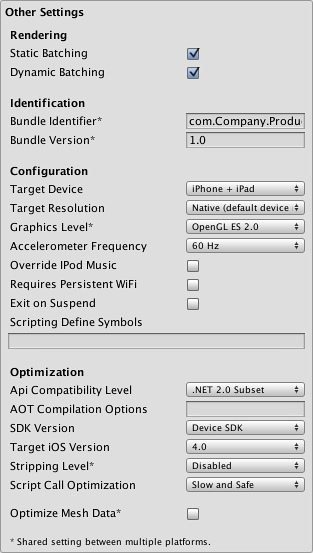 Other Settings
Rendering
Static Batching
Dynamic Batching
Identification
Bundle Identifier* com.Company.Produ
Bundle Version* 1.0
Configuration
Target Device iPhone + iPad
Target Resolution Native (default device
Graphics Level* OpenGL ES 2.0
Accelerometer Frequency 60 Hz
Override IPod Music
Requires Persistent WiFi
Exit on Suspend
Scripting Define Symbols
Optimization
Api Compatibility Level .NET 2.0 Subset
AOT Compilation Options
SDK Version Device SDK
Target iOS Version 4.0
Stripping Level* Disabled
Script Call Optimization Slow and Safe
Optimize Mesh Data*
* Shared setting between multiple platforms.